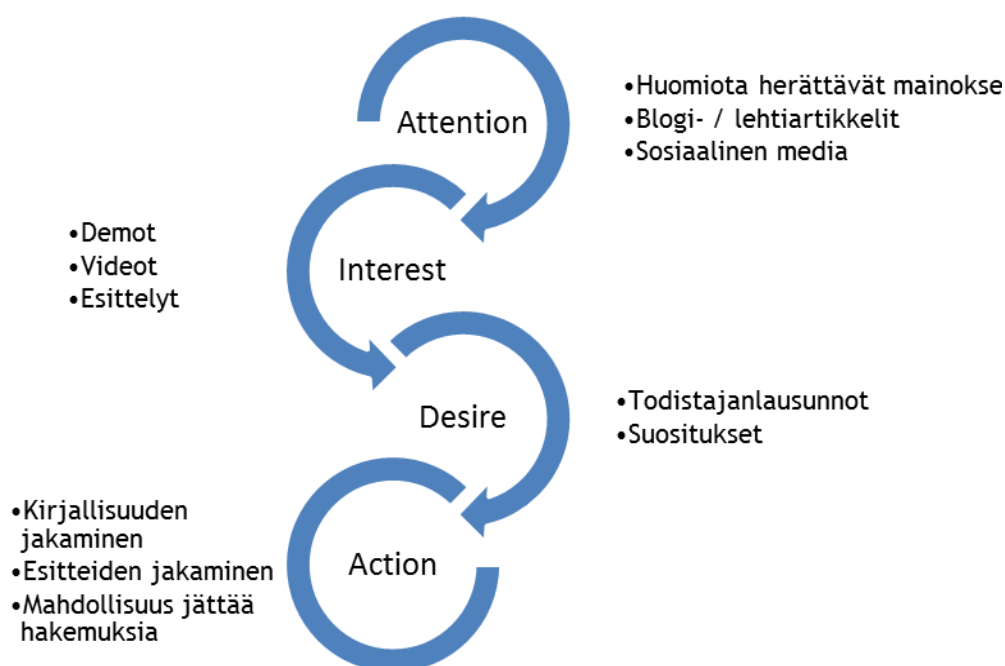 Attention
•Huomiota herättävät mainokse
•Blogi- / lehtiartikkelit
•Sosiaalinen media
•Demot
•Videot
•Esittelyt
Interest
Desire
•Todistajanlausunnot
•Suositukset
•Kirjallisuuden
jakaminen
•Esitteiden jakaminen
•Mahdollisuus jättää
hakemuksia
Action